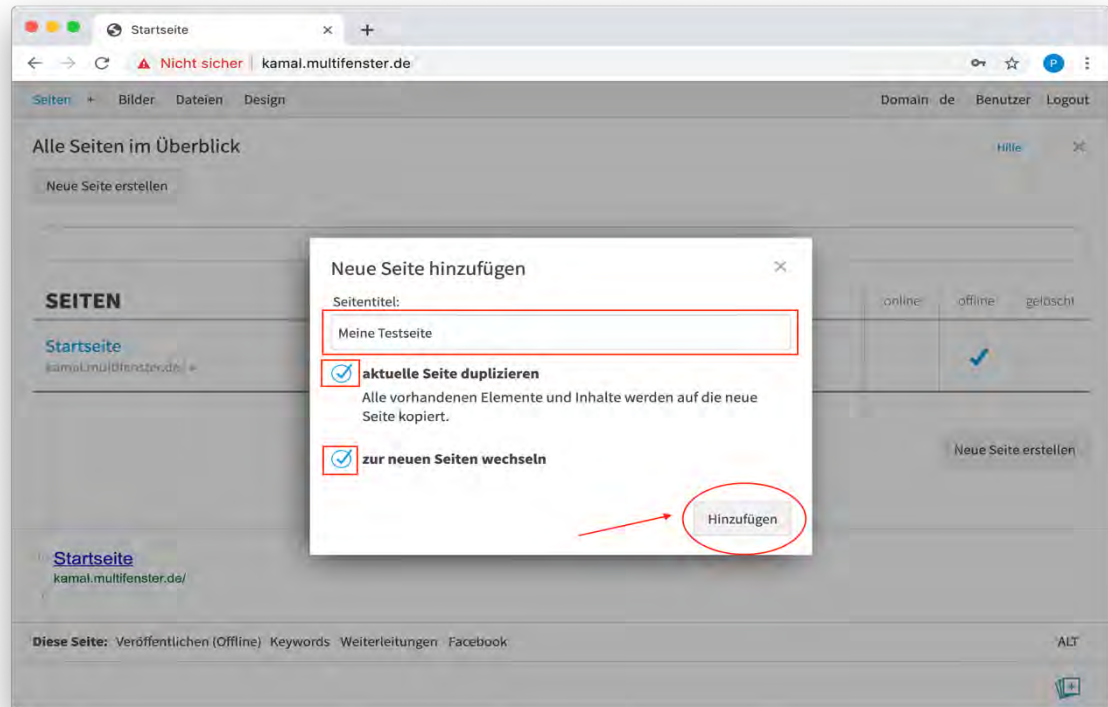 Startseite
Nicht sicher kamal.multifenster.de
P
Seiten + Bilder Dateien Design Domain de Benutzer Logout
Alle Seiten im Überblick
Hilfe
Neue Seite erstellen
SEITEN
online offline gelöscht
Startseite
kamal.multifenster.de/
Neue Seite hinzufügen
Seitentitel:
Meine Testseite
aktuelle Seite duplizieren
Alle vorhandenen Elemente und Inhalte werden auf die neue
Seite kopiert.
zur neuen Seiten wechseln
Hinzufügen
Neue Seite erstellen
Startseite
kamal.multifenster.de/
Diese Seite: Veröffentlichen (Offline) Keywords Weiterleitungen Facebook ALT